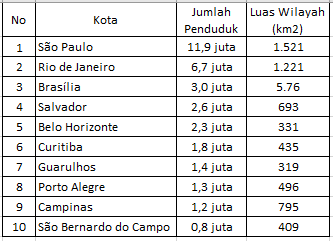 No Kota Jumlah Penduduk Luas Wilayah (km2)
1 São Paulo 11,9 juta 1.521
2 Rio de Janeiro 6,7 juta 1.221
3 Brasília 3,0 juta 5.76
4 Salvador 2,6 juta 693
5 Belo Horizonte 2,3 juta 331
6 Curitiba 1,8 juta 435
7 Guarulhos 1,4 juta 319
8 Porto Alegre 1,3 juta 496
9 Campinas 1,2 juta 795
10 São Bernardo do Campo 0,8 juta 409